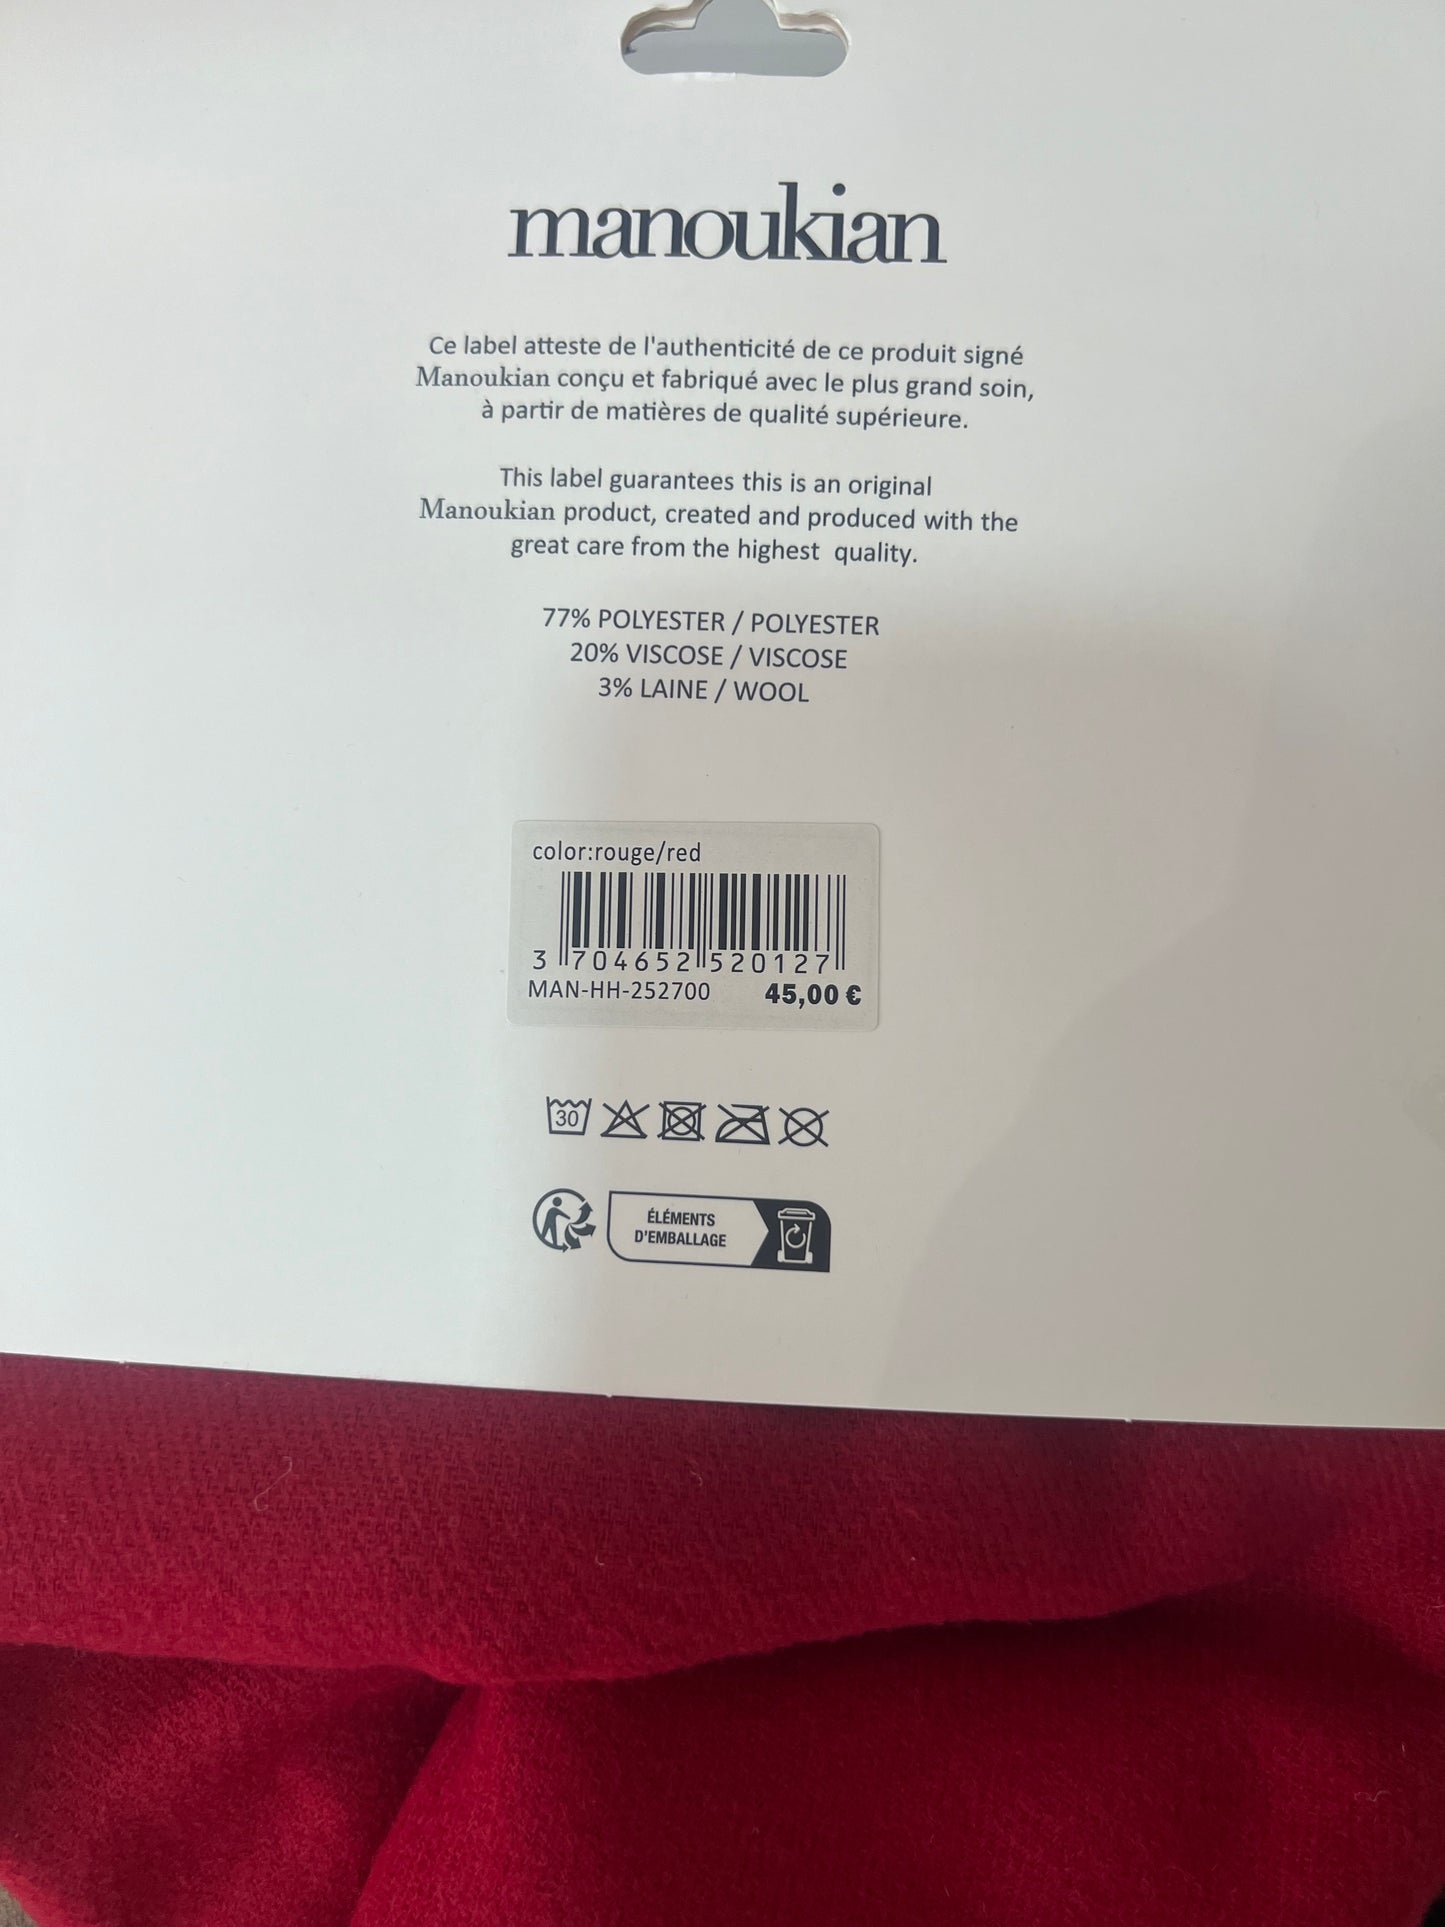 manoukian
Ce label atteste de l'authenticité de ce produit signé
Manoukian conçu et fabriqué avec le plus grand soin,
à partir de matières de qualité supérieure.
This label guarantees this is an original
Manoukian product, created and produced with the
great care from the highest quality.
77% POLYESTER / POLYESTER
20% VISCOSE / VISCOSE
3% LAINE / WOOL
color:rouge/red
3 704652 520127
MAN-HH-252700 45,00 €
30
ÉLÉMENTS
D'EMBALLAGE